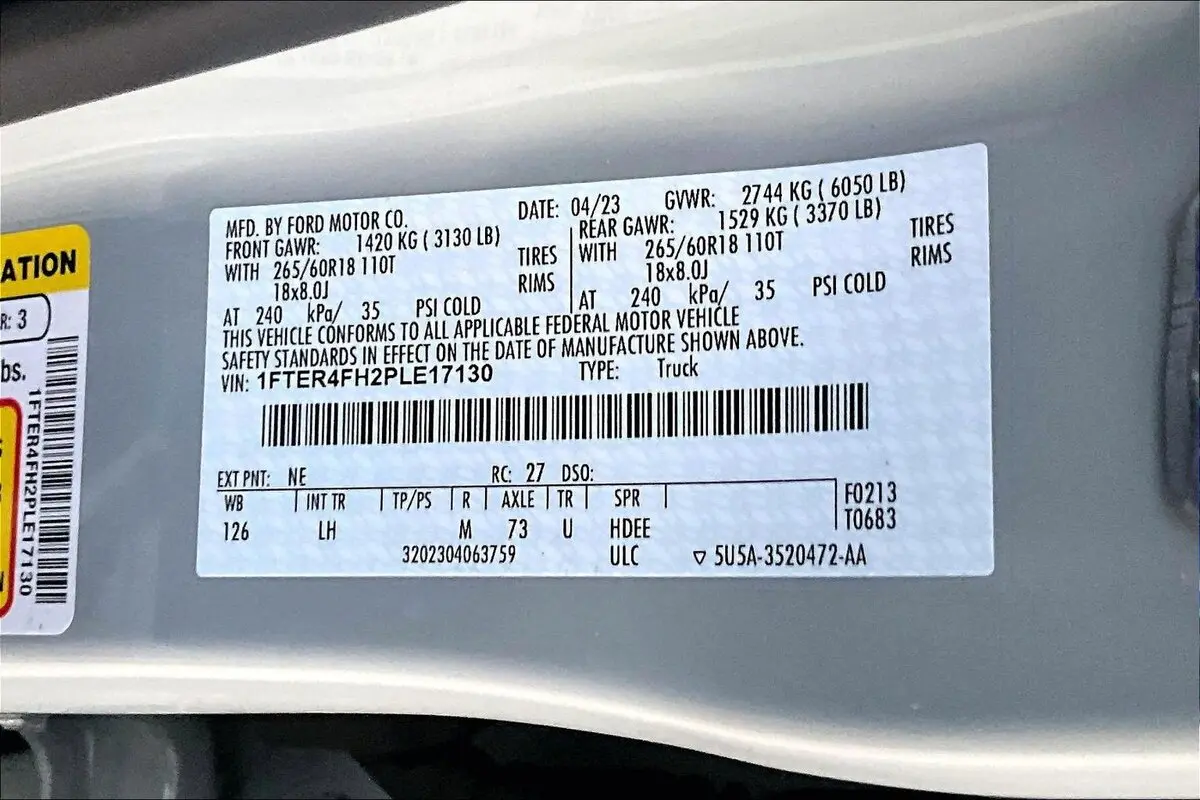 ATION
R: 3
bs.
1FTER4FH2PLE17130
MFD. BY FORD MOTOR CO. DATE: 04/23 GVWR: 2744 KG ( 6050 LB)
FRONT GAWR: 1420 KG ( 3130 LB) REAR GAWR: 1529 KG ( 3370 LB)
WITH 265/60R18 110T TIRES WITH 265/60R18 110T TIRES
18x8.0J RIMS 18x8.0J RIMS
AT 240 kPa/ 35 PSI COLD AT 240 kPa/ 35 PSI COLD
THIS VEHICLE CONFORMS TO ALL APPLICABLE FEDERAL MOTOR VEHICLE
SAFETY STANDARDS IN EFFECT ON THE DATE OF MANUFACTURE SHOWN ABOVE.
VIN: 1FTER4FH2PLE17130 TYPE: Truck
EXT PNT: NE RC: 27 DSO:
WB INT TR TP/PS R AXLE TR SPR F0213
126 LH M 73 U HDEE T0683
3202304063759 ULC ▽ 5U5A-3520472-AA